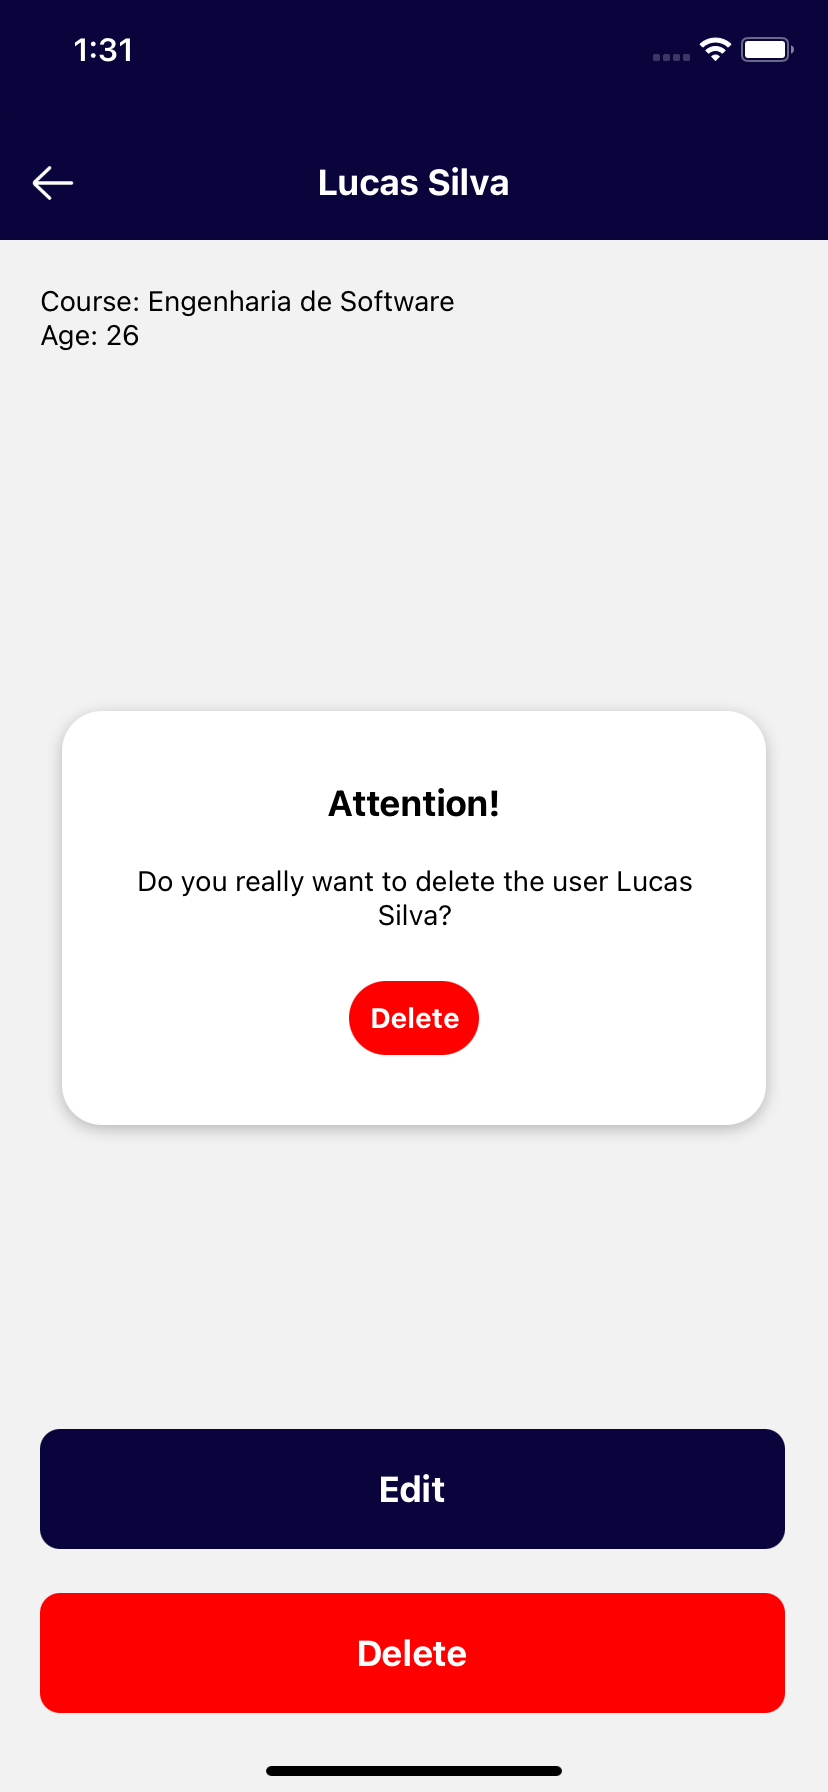 1:31
Lucas Silva
Course: Engenharia de Software
Age: 26
Attention!
Do you really want to delete the user Lucas
Silva?
Delete
Edit
Delete